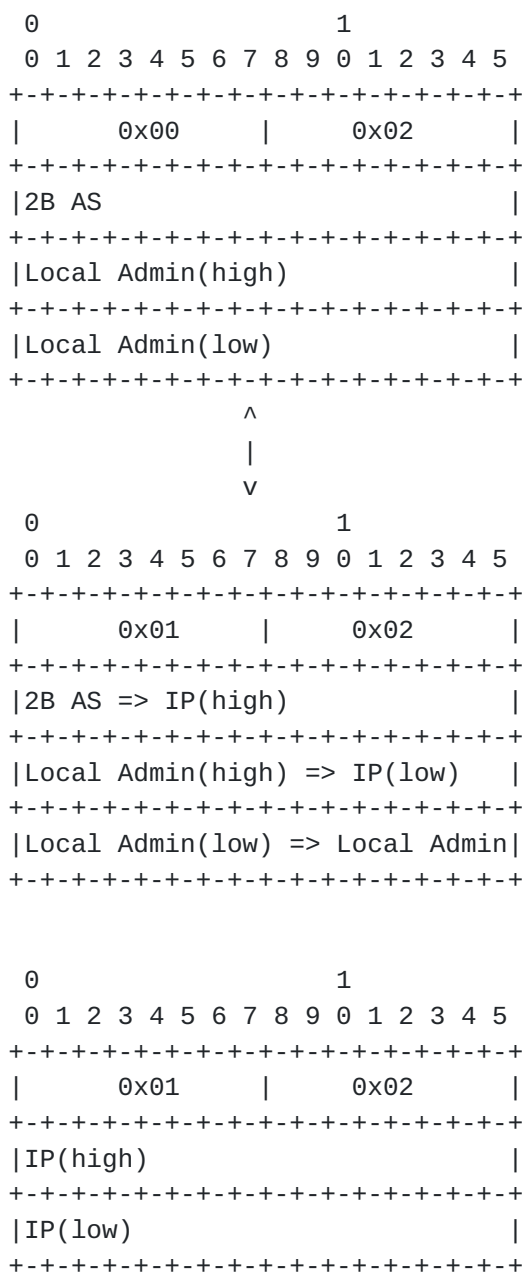 0                   1
 0 1 2 3 4 5 6 7 8 9 0 1 2 3 4 5
+-+-+-+-+-+-+-+-+-+-+-+-+-+-+-+-+
|      0x00     |     0x02      |
+-+-+-+-+-+-+-+-+-+-+-+-+-+-+-+-+
|2B AS                          |
+-+-+-+-+-+-+-+-+-+-+-+-+-+-+-+-+
|Local Admin(high)              |
+-+-+-+-+-+-+-+-+-+-+-+-+-+-+-+-+
|Local Admin(low)               |
+-+-+-+-+-+-+-+-+-+-+-+-+-+-+-+-+
               ^
               |
               v
 0                   1
 0 1 2 3 4 5 6 7 8 9 0 1 2 3 4 5
+-+-+-+-+-+-+-+-+-+-+-+-+-+-+-+-+
|      0x01     |     0x02      |
+-+-+-+-+-+-+-+-+-+-+-+-+-+-+-+-+
|2B AS => IP(high)              |
+-+-+-+-+-+-+-+-+-+-+-+-+-+-+-+-+
|Local Admin(high) => IP(low)   |
+-+-+-+-+-+-+-+-+-+-+-+-+-+-+-+-+
|Local Admin(low) => Local Admin|
+-+-+-+-+-+-+-+-+-+-+-+-+-+-+-+-+
 0                   1
 0 1 2 3 4 5 6 7 8 9 0 1 2 3 4 5
+-+-+-+-+-+-+-+-+-+-+-+-+-+-+-+-+
|      0x01     |     0x02      |
+-+-+-+-+-+-+-+-+-+-+-+-+-+-+-+-+
|IP(high)                       |
+-+-+-+-+-+-+-+-+-+-+-+-+-+-+-+-+
|IP(low)                        |
+-+-+-+-+-+-+-+-+-+-+-+-+-+-+-+-+